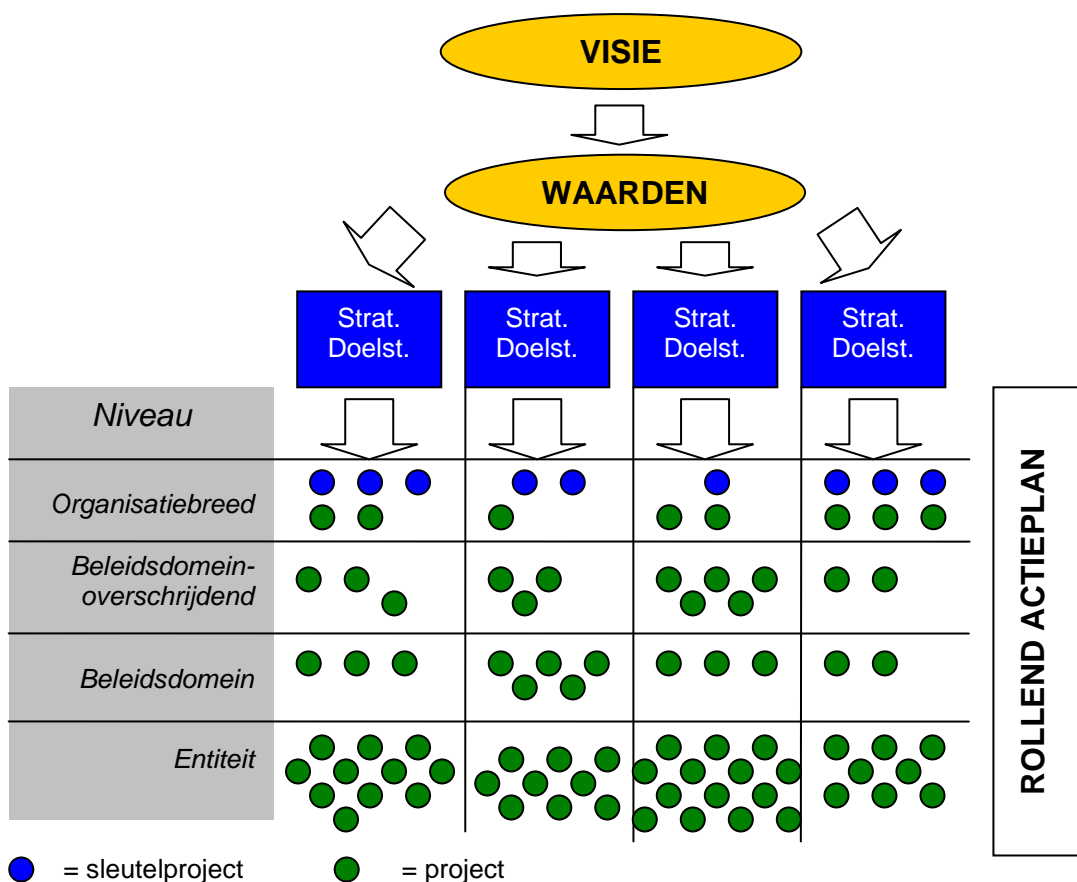 VISIE
WAARDEN
Strat.
Doelst.
Strat.
Doelst.
Strat.
Doelst.
Strat.
Doelst.
Niveau
Organisatiebreed
Beleidsdomein-
overschrijdend
Beleidsdomein
Entiteit
ROLLEND ACTIEPLAN
= sleutelproject
= project